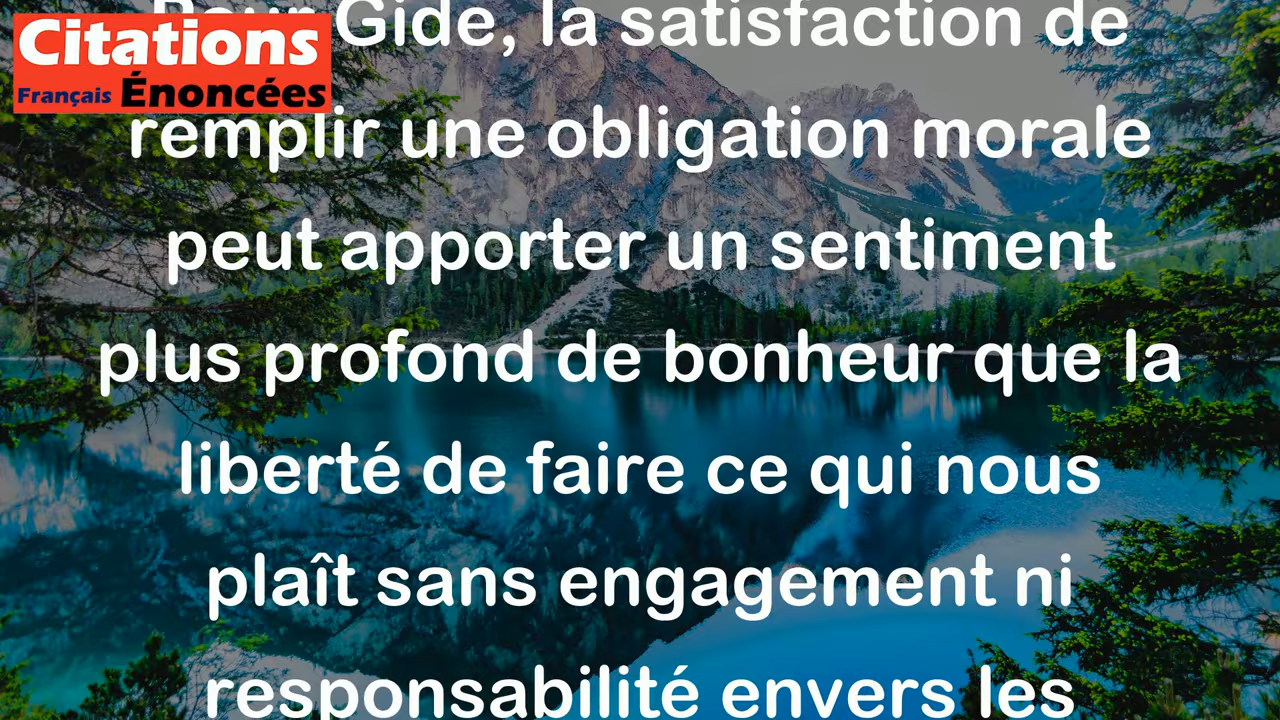 Citations
Français Énoncées
Pour Gide, la satisfaction de
remplir une obligation morale
peut apporter un sentiment
plus profond de bonheur que la
liberté de faire ce qui nous
plaît sans engagement ni
responsabilité envers les